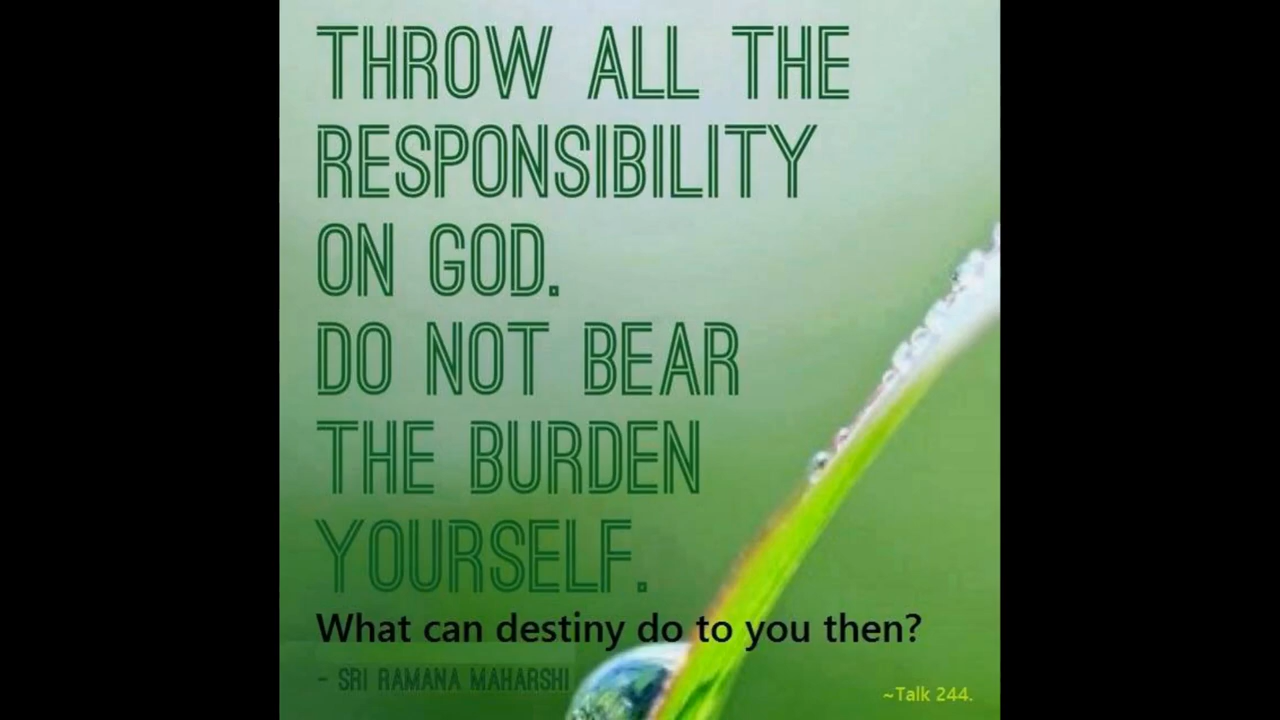 THROW ALL THE
RESPONSIBILITY
ON GOD.
DO NOT BEAR
THE BURDEN
YOURSELF.
What can destiny do to you then?
- SRI RAMANA MAHARSHI
~Talk 244.